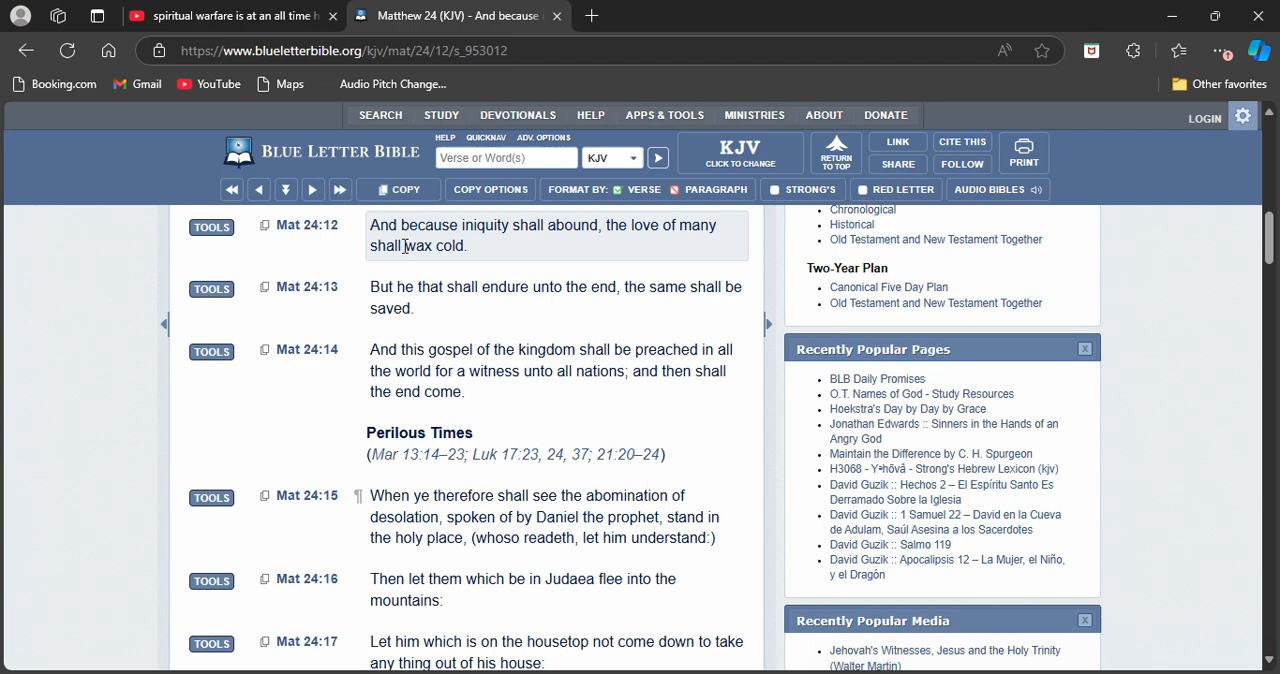 spiritual warfare is at an all time h
Matthew 24 (KJV) - And because
https://www.blueletterbible.org/kjv/mat/24/12/s_953012
Booking.com
Gmail
YouTube
Maps
Audio Pitch Change...
Other favorites
SEARCH
STUDY
DEVOTIONALS
HELP
APPS & TOOLS
MINISTRIES
ABOUT
DONATE
LOGIN
BLUE LETTER BIBLE
HELP
QUICKNAV
ADV. OPTIONS
Verse or Word(s)
KJV
KJV
CLICK TO CHANGE
RETURN
TO TOP
LINK
CITE THIS
SHARE
FOLLOW
PRINT
COPY
COPY OPTIONS
FORMAT BY:
VERSE
PARAGRAPH
STRONG'S
RED LETTER
AUDIO BIBLES
TOOLS
Mat 24:12
And because iniquity shall abound, the love of many
shall wax cold.
TOOLS
Mat 24:13
But he that shall endure unto the end, the same shall be
saved.
TOOLS
Mat 24:14
And this gospel of the kingdom shall be preached in all
the world for a witness unto all nations; and then shall
the end come.
Perilous Times
(Mar 13:14–23; Luk 17:23, 24, 37; 21:20–24)
TOOLS
Mat 24:15
¶ When ye therefore shall see the abomination of
desolation, spoken of by Daniel the prophet, stand in
the holy place, (whoso readeth, let him understand:)
TOOLS
Mat 24:16
Then let them which be in Judaea flee into the
mountains:
TOOLS
Mat 24:17
Let him which is on the housetop not come down to take
any thing out of his house:
Chronological
Historical
Old Testament and New Testament Together
Two-Year Plan
Canonical Five Day Plan
Old Testament and New Testament Together
Recently Popular Pages
x
BLB Daily Promises
O.T. Names of God - Study Resources
Hoekstra's Day by Day by Grace
Jonathan Edwards :: Sinners in the Hands of an
Angry God
Maintain the Difference by C. H. Spurgeon
H3068 - Yᵊhōvâ - Strong's Hebrew Lexicon (kjv)
David Guzik :: Hechos 2 – El Espíritu Santo Es
Derramado Sobre la Iglesia
David Guzik :: 1 Samuel 22 – David en la Cueva
de Adulam, Saúl Asesina a los Sacerdotes
David Guzik :: Salmo 119
David Guzik :: Apocalipsis 12 – La Mujer, el Niño,
y el Dragón
Recently Popular Media
x
Jehovah's Witnesses, Jesus and the Holy Trinity
(Walter Martin)